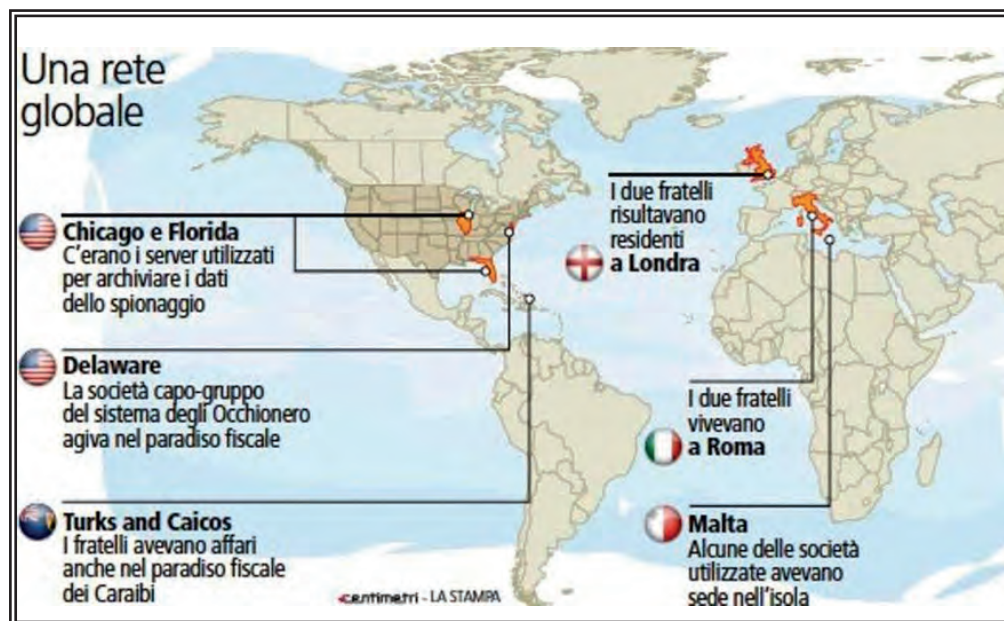 Una rete
globale
Chicago e Florida
C'erano i server utilizzati
per archiviare i dati
dello spionaggio
Delaware
La società capo-gruppo
del sistema degli Occhionero
agiva nel paradiso fiscale
Turks and Caicos
I fratelli avevano affari
anche nel paradiso fiscale
dei Caraibi
I due fratelli
risultavano
residenti
a Londra
I due fratelli
vivevano
a Roma
Malta
Alcune delle società
utilizzate avevano
sede nell'isola
centimetri - LA STAMPA